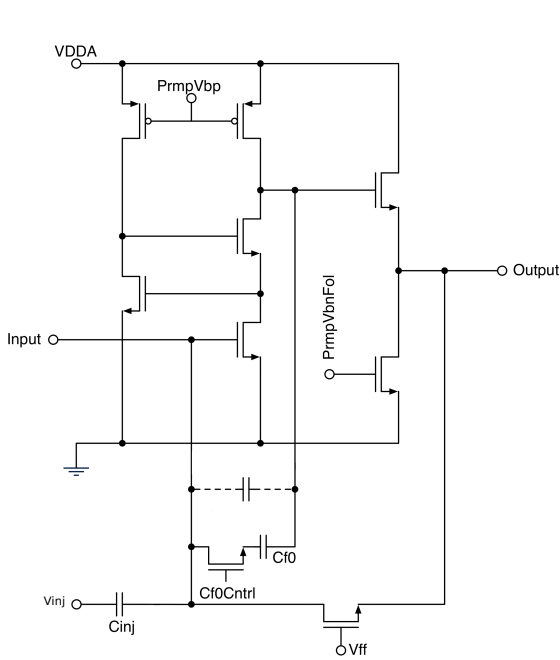 VDDA
PrmpVbp
PrmpVbnFol
Output
Input
Cf0
Cf0Cntrl
Vinj
Cinj
Vff